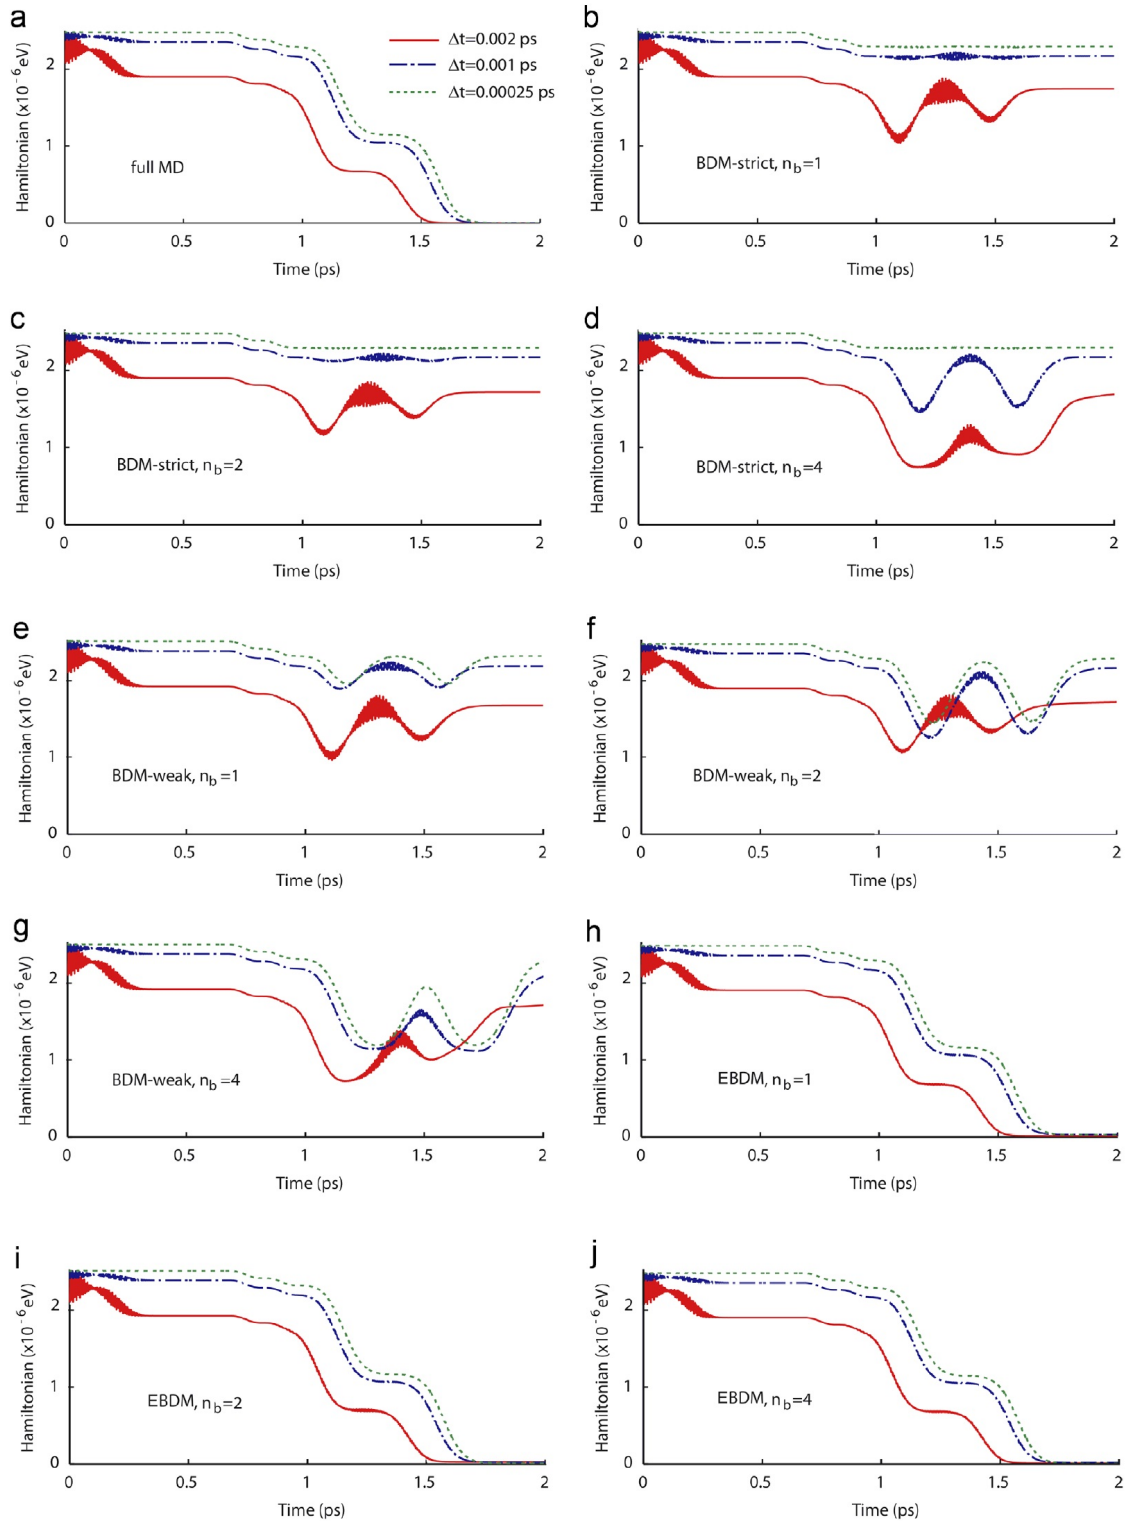 a
Hamiltonian (x10⁻⁶eV)
2
1
0
0 0.5 1 1.5 2
Time (ps)
Δt=0.002 ps
Δt=0.001 ps
Δt=0.00025 ps
full MD
b
Hamiltonian (x10⁻⁶eV)
2
1
0
0 0.5 1 1.5 2
Time (ps)
BDM-strict, n_b=1
c
Hamiltonian (x10⁻⁶eV)
2
1
0
0 0.5 1 1.5 2
Time (ps)
BDM-strict, n_b=2
d
Hamiltonian (x10⁻⁶eV)
2
1
0
0 0.5 1 1.5 2
Time (ps)
BDM-strict, n_b=4
e
Hamiltonian (x10⁻⁶eV)
2
1
0
0 0.5 1 1.5 2
Time (ps)
BDM-weak, n_b=1
f
Hamiltonian (x10⁻⁶eV)
2
1
0
0 0.5 1 1.5 2
Time (ps)
BDM-weak, n_b=2
g
Hamiltonian (x10⁻⁶eV)
2
1
0
0 0.5 1 1.5 2
Time (ps)
BDM-weak, n_b=4
h
Hamiltonian (x10⁻⁶eV)
2
1
0
0 0.5 1 1.5 2
Time (ps)
EBDM, n_b=1
i
Hamiltonian (x10⁻⁶eV)
2
1
0
0 0.5 1 1.5 2
Time (ps)
EBDM, n_b=2
j
Hamiltonian (x10⁻⁶eV)
2
1
0
0 0.5 1 1.5 2
Time (ps)
EBDM, n_b=4